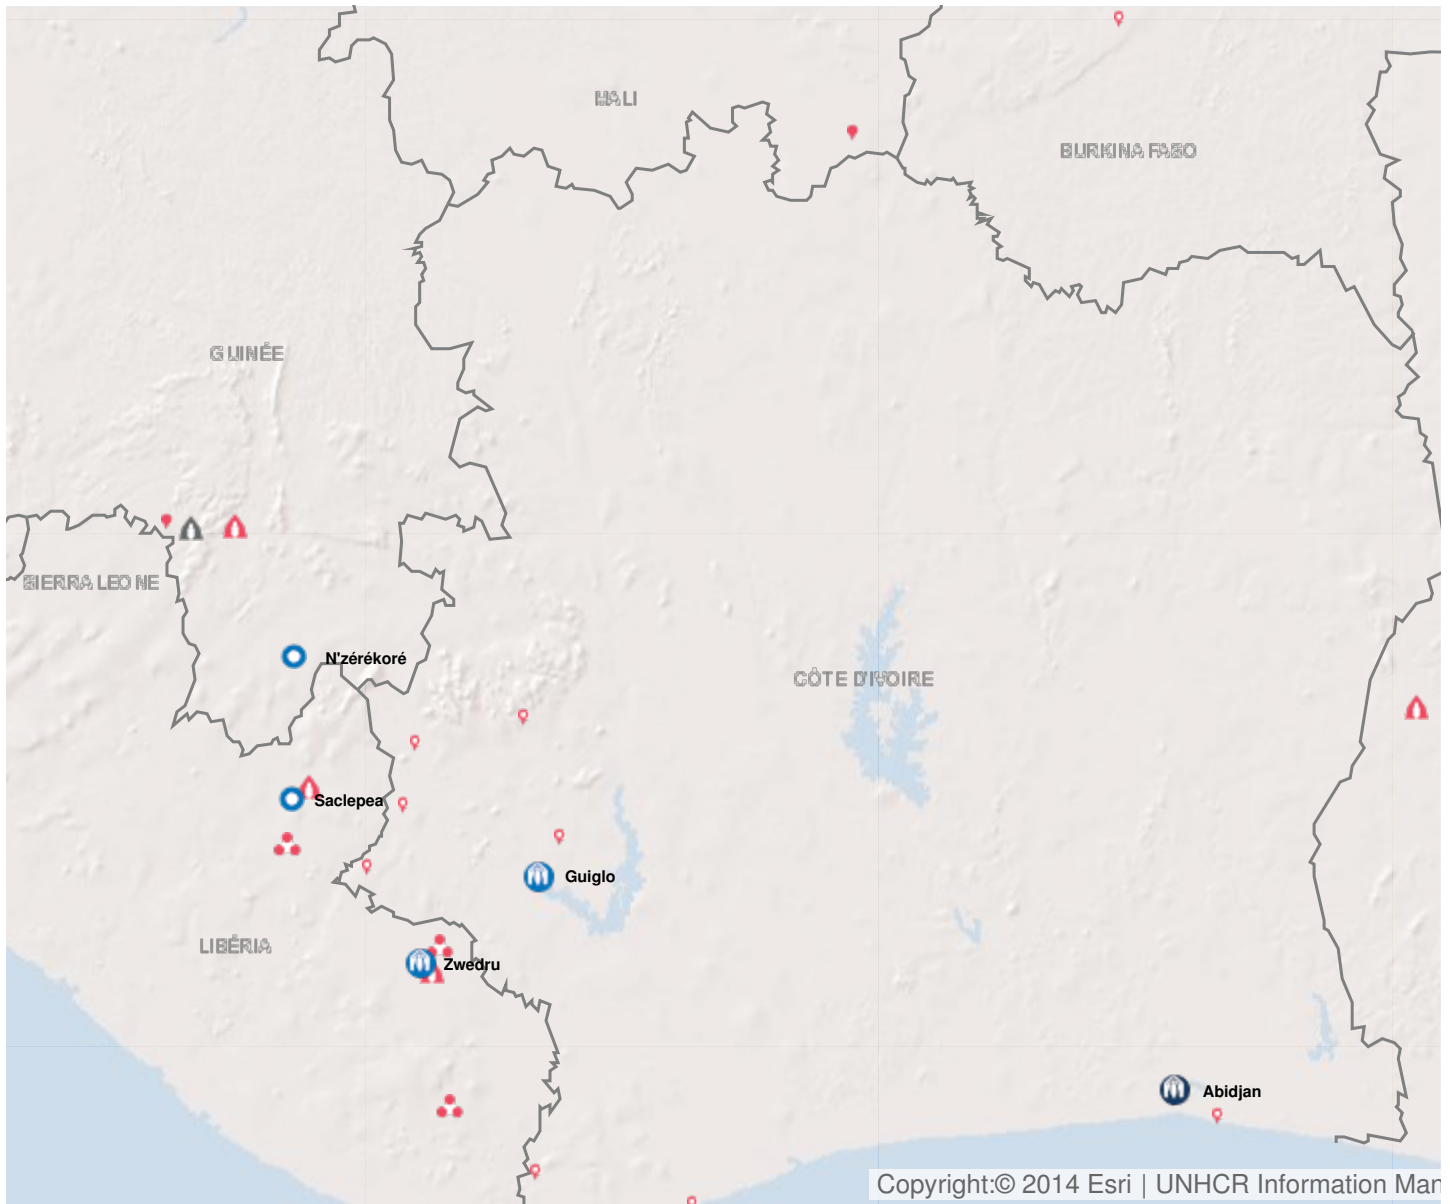 MALI
BURKINA FASO
GUINÉE
SIERRA LEONE
N'zérékoré
CÔTE D'IVOIRE
Saclepea
Guiglo
LIBÉRIA
Zwedru
Abidjan
Copyright:© 2014 Esri | UNHCR Information Man